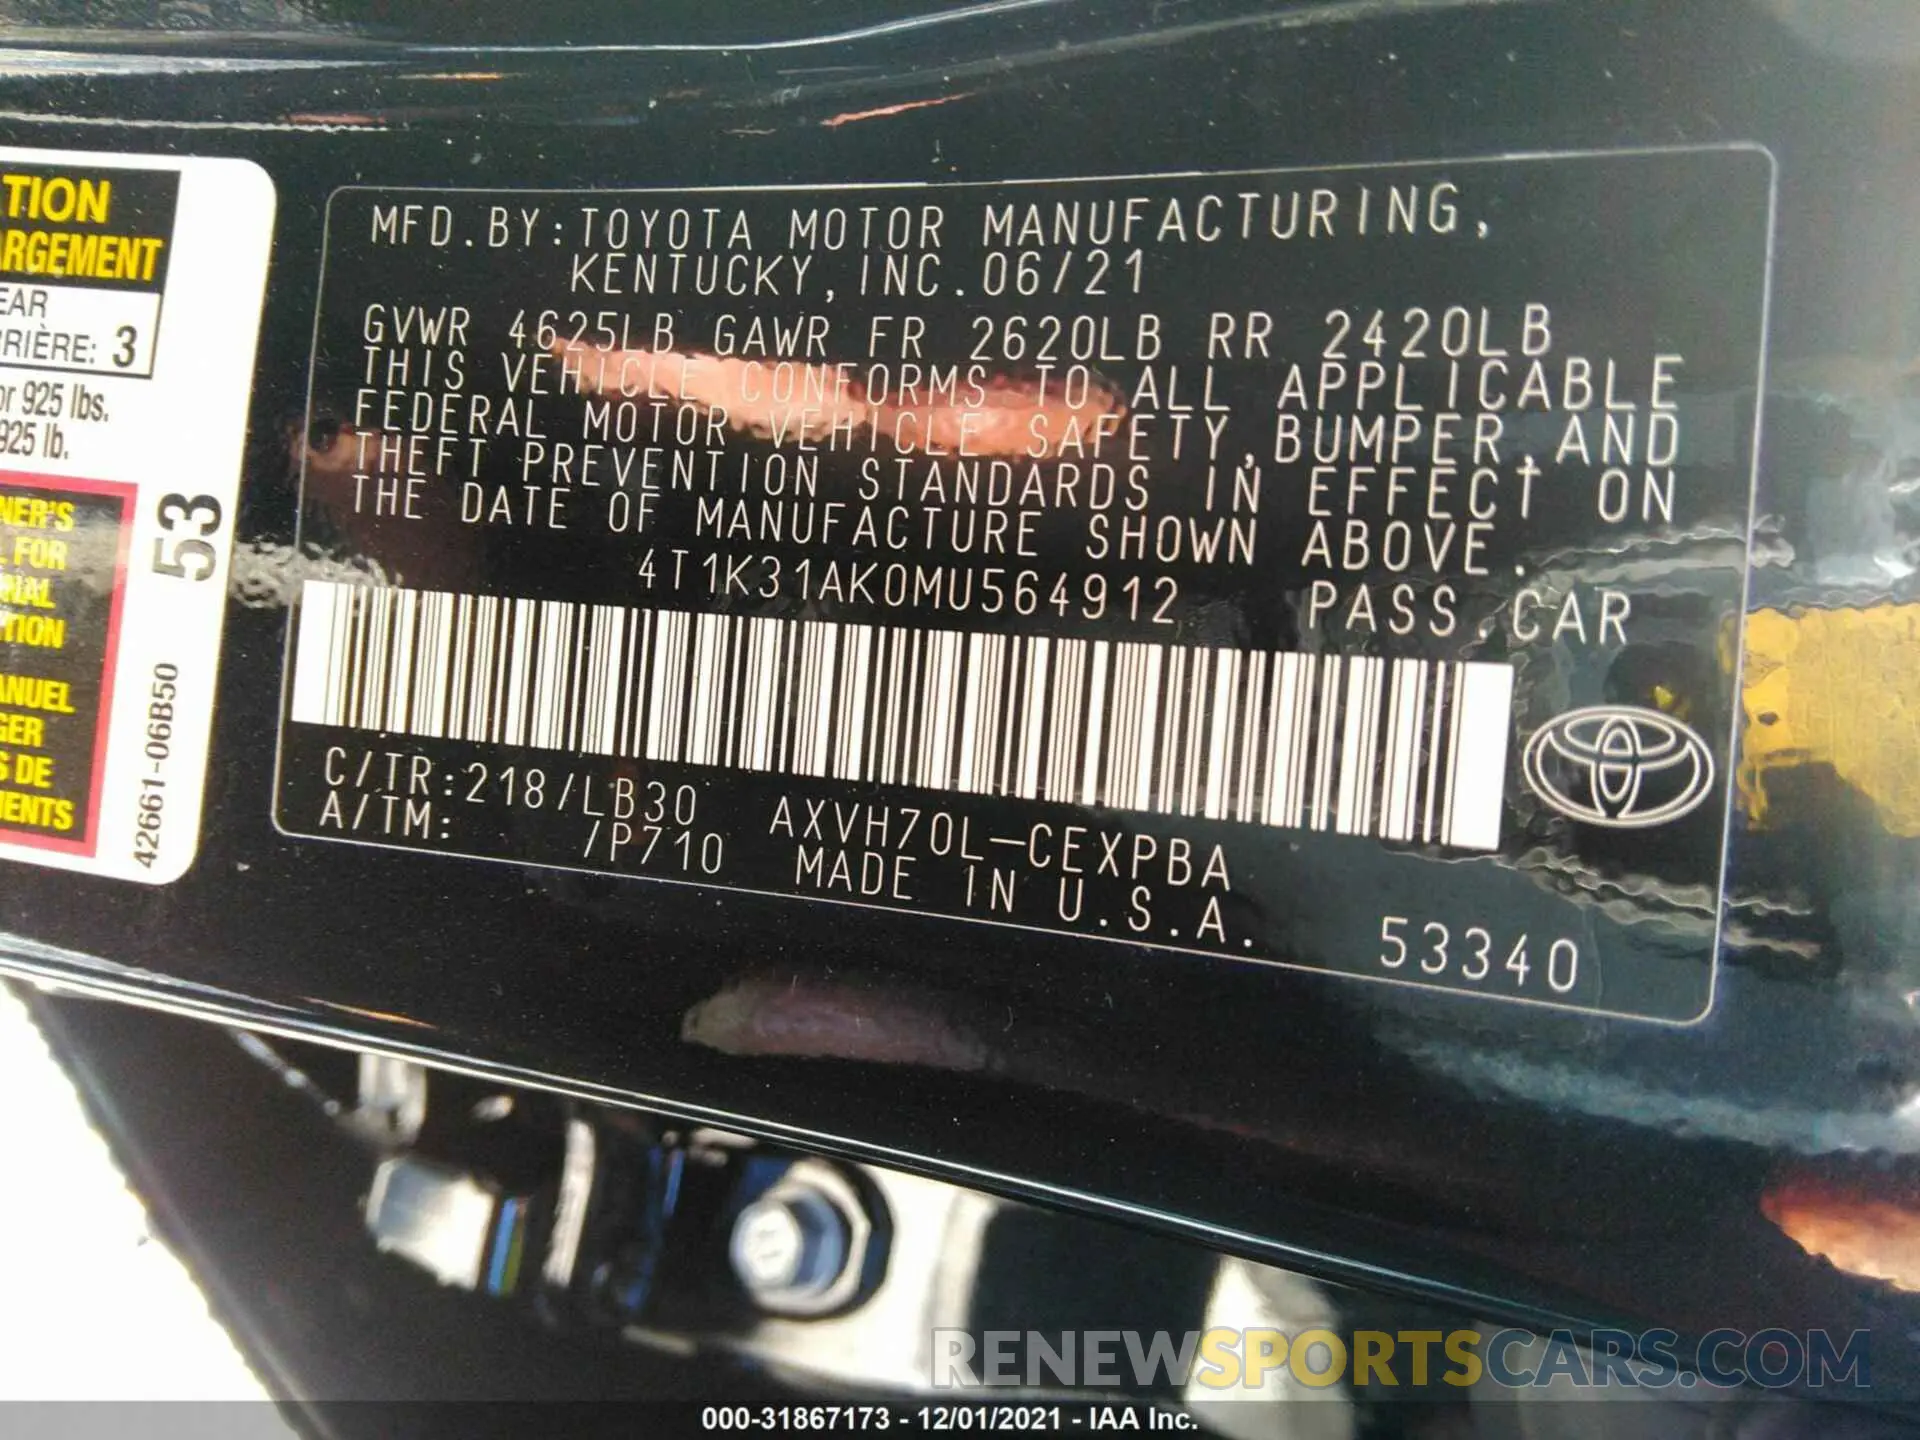 TION
ARGEMENT
EAR
RIÈRE: 3
or 925 lbs.
925 lb.
NER'S
L FOR
NAL
TION
ANUEL
GER
S DE
MENTS
53
42661-06B50
MFD.BY:TOYOTA MOTOR MANUFACTURING,
KENTUCKY,INC.06/21
GVWR 4625LB GAWR FR 2620LB RR 2420LB
THIS VEHICLE CONFORMS TO ALL APPLICABLE
FEDERAL MOTOR VEHICLE SAFETY,BUMPER,AND
THEFT PREVENTION STANDARDS IN EFFECT ON
THE DATE OF MANUFACTURE SHOWN ABOVE.
4T1K31AK0MU564912 PASS.CAR
C/TR:218/LB30 AXVH70L-CEXPBA
A/TM: /P710 MADE IN U.S.A.
53340
RENEWSPORTSCARS.COM
000-31867173 - 12/01/2021 - IAA Inc.